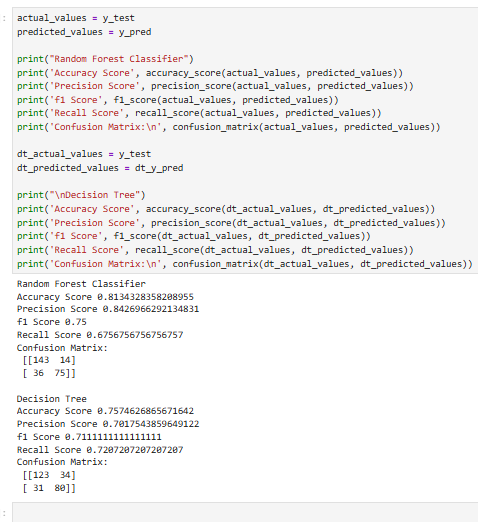 :
actual_values = y_test
predicted_values = y_pred
print("Random Forest Classifier")
print('Accuracy Score', accuracy_score(actual_values, predicted_values))
print('Precision Score', precision_score(actual_values, predicted_values))
print('f1 Score', f1_score(actual_values, predicted_values))
print('Recall Score', recall_score(actual_values, predicted_values))
print('Confusion Matrix:\n', confusion_matrix(actual_values, predicted_values))
dt_actual_values = y_test
dt_predicted_values = dt_y_pred
print("\nDecision Tree")
print('Accuracy Score', accuracy_score(dt_actual_values, dt_predicted_values))
print('Precision Score', precision_score(dt_actual_values, dt_predicted_values))
print('f1 Score', f1_score(dt_actual_values, dt_predicted_values))
print('Recall Score', recall_score(dt_actual_values, dt_predicted_values))
print('Confusion Matrix:\n', confusion_matrix(dt_actual_values, dt_predicted_values))
Random Forest Classifier
Accuracy Score 0.8134328358208955
Precision Score 0.8426966292134831
f1 Score 0.75
Recall Score 0.6756756756756757
Confusion Matrix:
[[143 14]
[ 36 75]]
Decision Tree
Accuracy Score 0.7574626865671642
Precision Score 0.7017543859649122
f1 Score 0.7111111111111111
Recall Score 0.7207207207207207
Confusion Matrix:
[[123 34]
[ 31 80]]
: